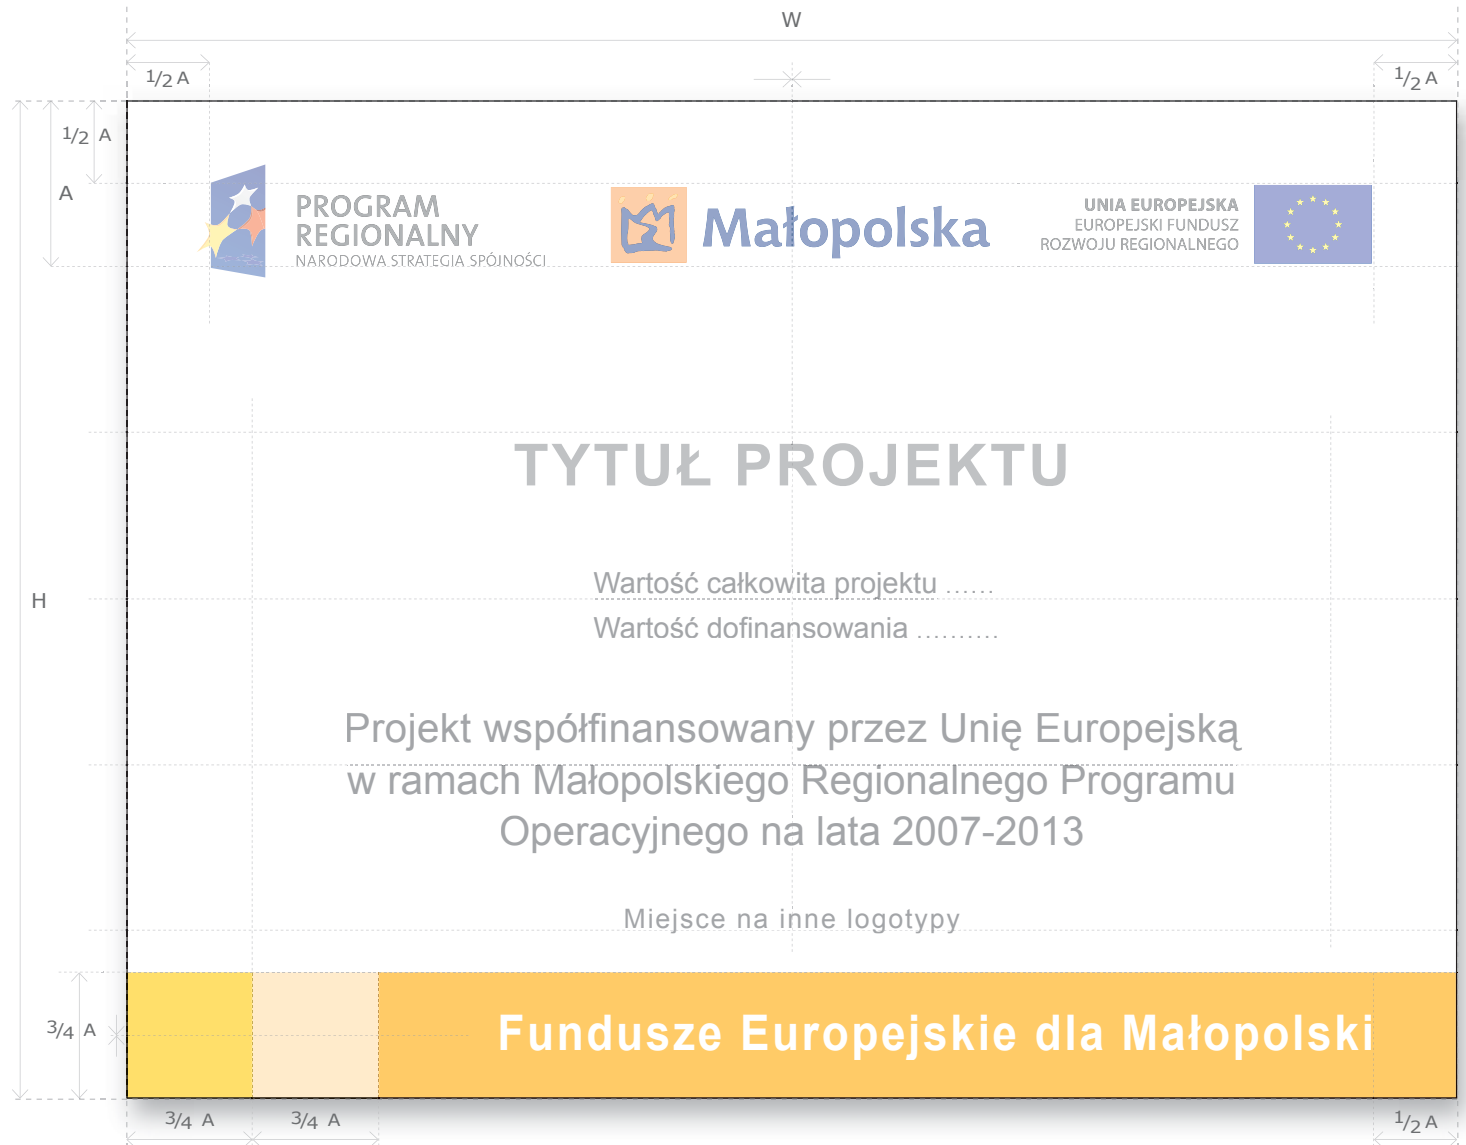 W
1/2 A
1/2 A
1/2 A
A
PROGRAM
REGIONALNY
NARODOWA STRATEGIA SPÓJNOŚCI
Małopolska
UNIA EUROPEJSKA
EUROPEJSKI FUNDUSZ
ROZWOJU REGIONALNEGO
TYTUŁ PROJEKTU
H
Wartość całkowita projektu ......
Wartość dofinansowania ..........
Projekt współfinansowany przez Unię Europejską
w ramach Małopolskiego Regionalnego Programu
Operacyjnego na lata 2007-2013
Miejsce na inne logotypy
3/4 A
Fundusze Europejskie dla Małopolski
3/4 A
3/4 A
1/2 A